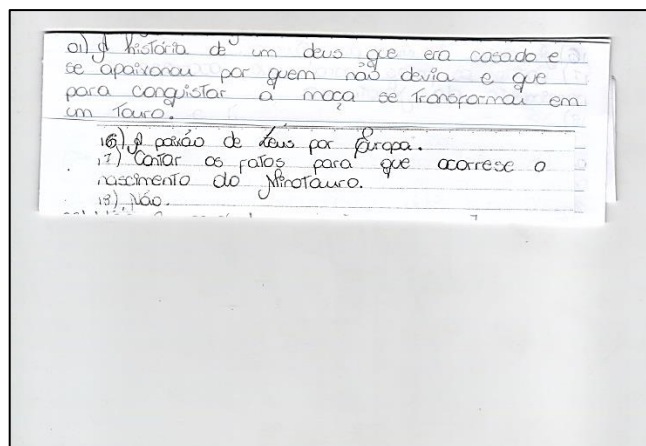 01) A história de um deus que era casado e
se apaixonou por quem não devia e que
para conquistar a moça se transformou em
um Touro.
16) A paixão de Zeus por Europa.
17) Contar os fatos para que ocorrese o
nascimento do Minotauro.
18) Não.